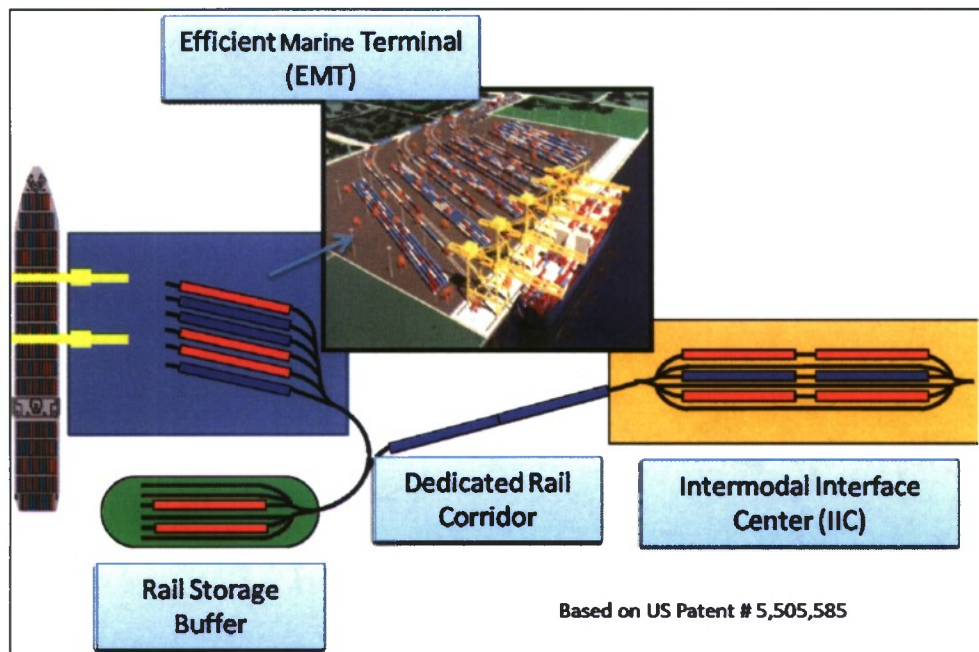 Efficient Marine Terminal
(EMT)
Dedicated Rail
Corridor
Intermodal Interface
Center (IIC)
Rail Storage
Buffer
Based on US Patent # 5,505,585